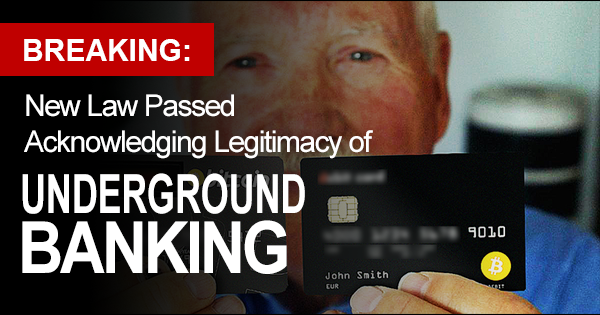 BREAKING:
New Law Passed
Acknowledging Legitimacy of
UNDERGROUND
BANKING
9010
John Smith
EUR